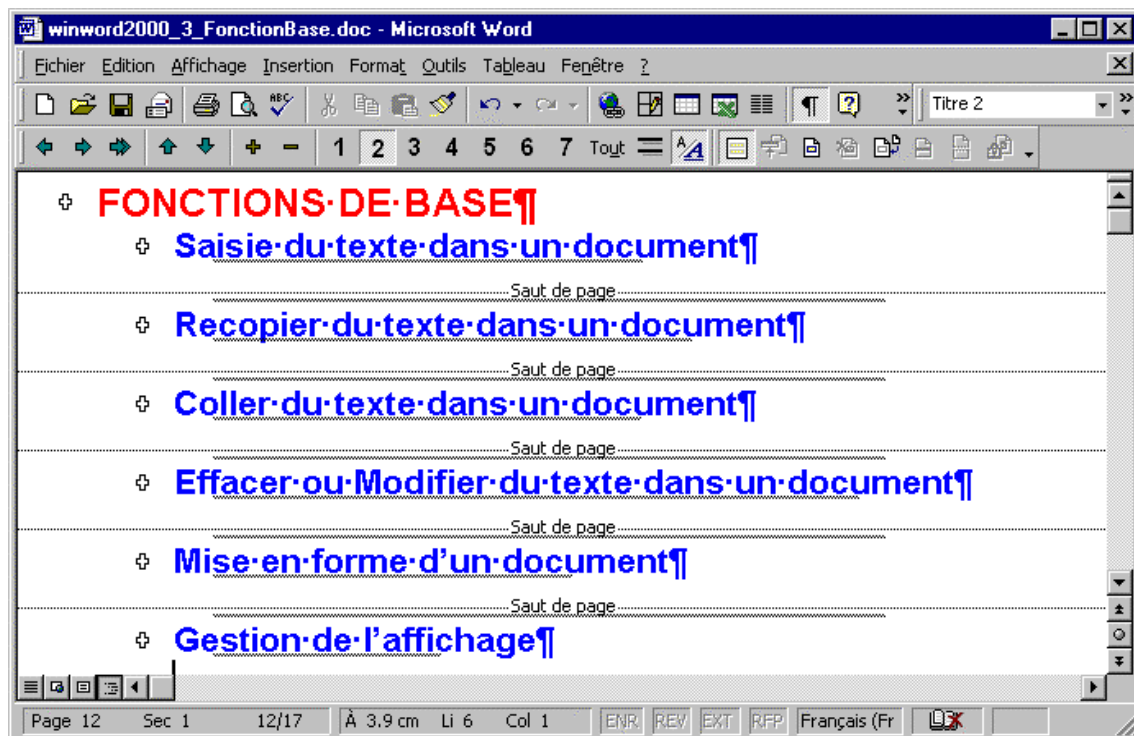 winword2000_3_FonctionBase.doc - Microsoft Word
Fichier Edition Affichage Insertion Format Outils Tableau Fenêtre ?
ABC ¶ ? » Titre 2 »
1 2 3 4 5 6 7 Tout A A
FONCTIONS·DE·BASE¶
Saisie·du·texte·dans·un·document¶
Saut de page
Recopier·du·texte·dans·un·document¶
Saut de page
Coller·du·texte·dans·un·document¶
Saut de page
Effacer·ou·Modifier·du·texte·dans·un·document¶
Saut de page
Mise·en·forme·d’un·document¶
Saut de page
Gestion·de·l’affichage¶
Page 12 Sec 1 12/17 À 3.9 cm Li 6 Col 1 ENR REV EXT RFP Français (Fr